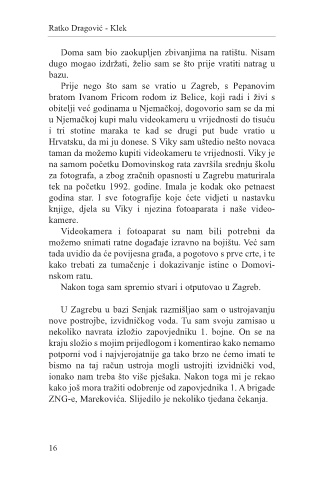 Ratko Dragović - Klek
Doma sam bio zaokupljen zbivanjima na ratištu. Nisam
dugo mogao izdržati, želio sam se što prije vratiti natrag u
bazu.
Prije nego što sam se vratio u Zagreb, s Pepanovim
bratom Ivanom Fricom rodom iz Belice, koji radi i živi s
obitelji već godinama u Njemačkoj, dogovorio sam se da mi
u Njemačkoj kupi malu videokameru u vrijednosti do tisuću
i tri stotine maraka te kad se drugi put bude vratio u
Hrvatsku, da mi ju donese. S Viky sam uštedio nešto novaca
taman da možemo kupiti videokameru te vrijednosti. Viky je
na samom početku Domovinskog rata završila srednju školu
za fotografa, a zbog zračnih opasnosti u Zagrebu maturirala
tek na početku 1992. godine. Imala je kodak oko petnaest
godina star. I sve fotografije koje ćete vidjeti u nastavku
knjige, djela su Viky i njezina fotoaparata i naše video-
kamere.
Videokamera i fotoaparat su nam bili potrebni da
možemo snimati ratne događaje izravno na bojištu. Već sam
tada uvidio da će povijesna građa, a pogotovo s prve crte, i te
kako trebati za tumačenje i dokazivanje istine o Domovin-
skom ratu.
Nakon toga sam spremio stvari i otputovao u Zagreb.
U Zagrebu u bazi Senjak razmišljao sam o ustrojavanju
nove postrojbe, izvidničkog voda. Tu sam svoju zamisao u
nekoliko navrata izložio zapovjedniku 1. bojne. On se na
kraju složio s mojim prijedlogom i komentirao kako nemamo
potporni vod i najvjerojatnije ga tako brzo ne ćemo imati te
bismo na taj račun ustroja mogli ustrojiti izvidnički vod,
ionako nam treba što više pješaka. Nakon toga mi je rekao
kako još mora tražiti odobrenje od zapovjednika 1. A brigade
ZNG-e, Marekovića. Slijedilo je nekoliko tjedana čekanja.
16